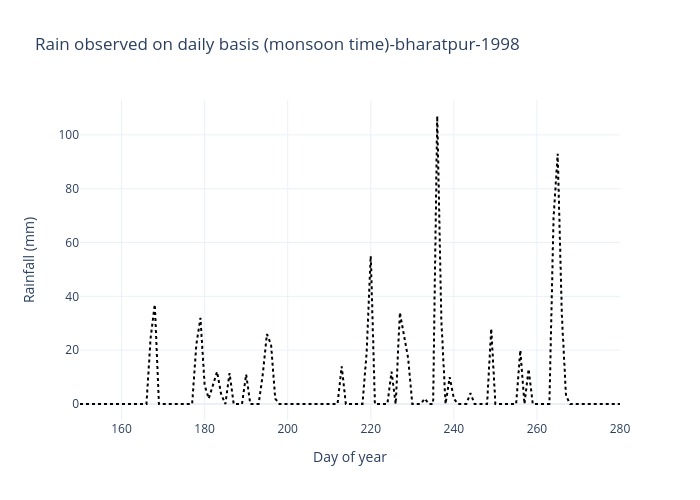 Rain observed on daily basis (monsoon time)-bharatpur-1998
Rainfall (mm)
100
80
60
40
20
0
160 180 200 220 240 260 280
Day of year